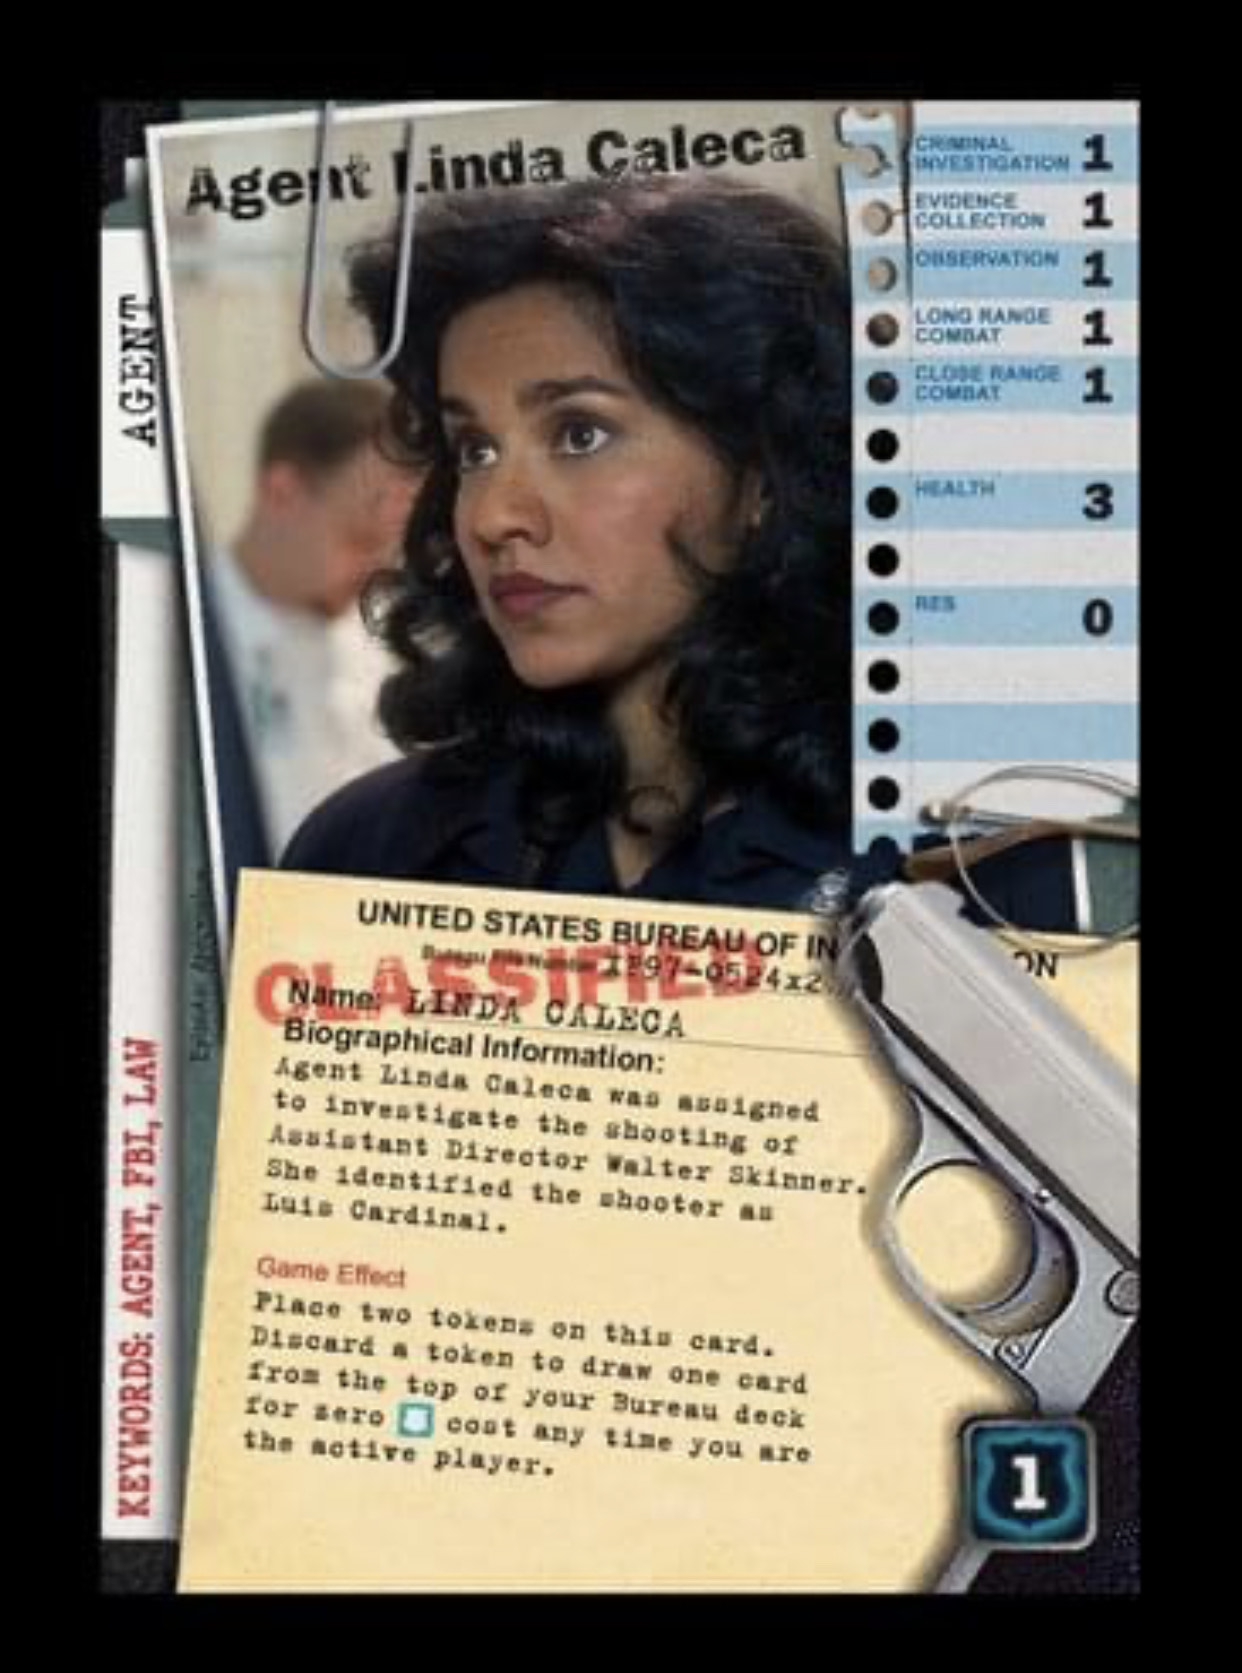 Agent Linda Caleca
CRIMINAL
INVESTIGATION 1
EVIDENCE
COLLECTION 1
OBSERVATION 1
LONG RANGE
COMBAT 1
CLOSE RANGE
COMBAT 1
HEALTH 3
RES 0
AGENT
KEYWORDS: AGENT, FBI, LAW
UNITED STATES BUREAU OF IN
ON
Bureau File Number
CLASSIFIED
Name: LINDA CALECA
Biographical Information:
Agent Linda Caleca was assigned
to investigate the shooting of
Assistant Director Walter Skinner.
She identified the shooter as
Luis Cardinal.
Game Effect
Place two tokens on this card.
Discard a token to draw one card
from the top of your Bureau deck
for zero cost any time you are
the active player.
1